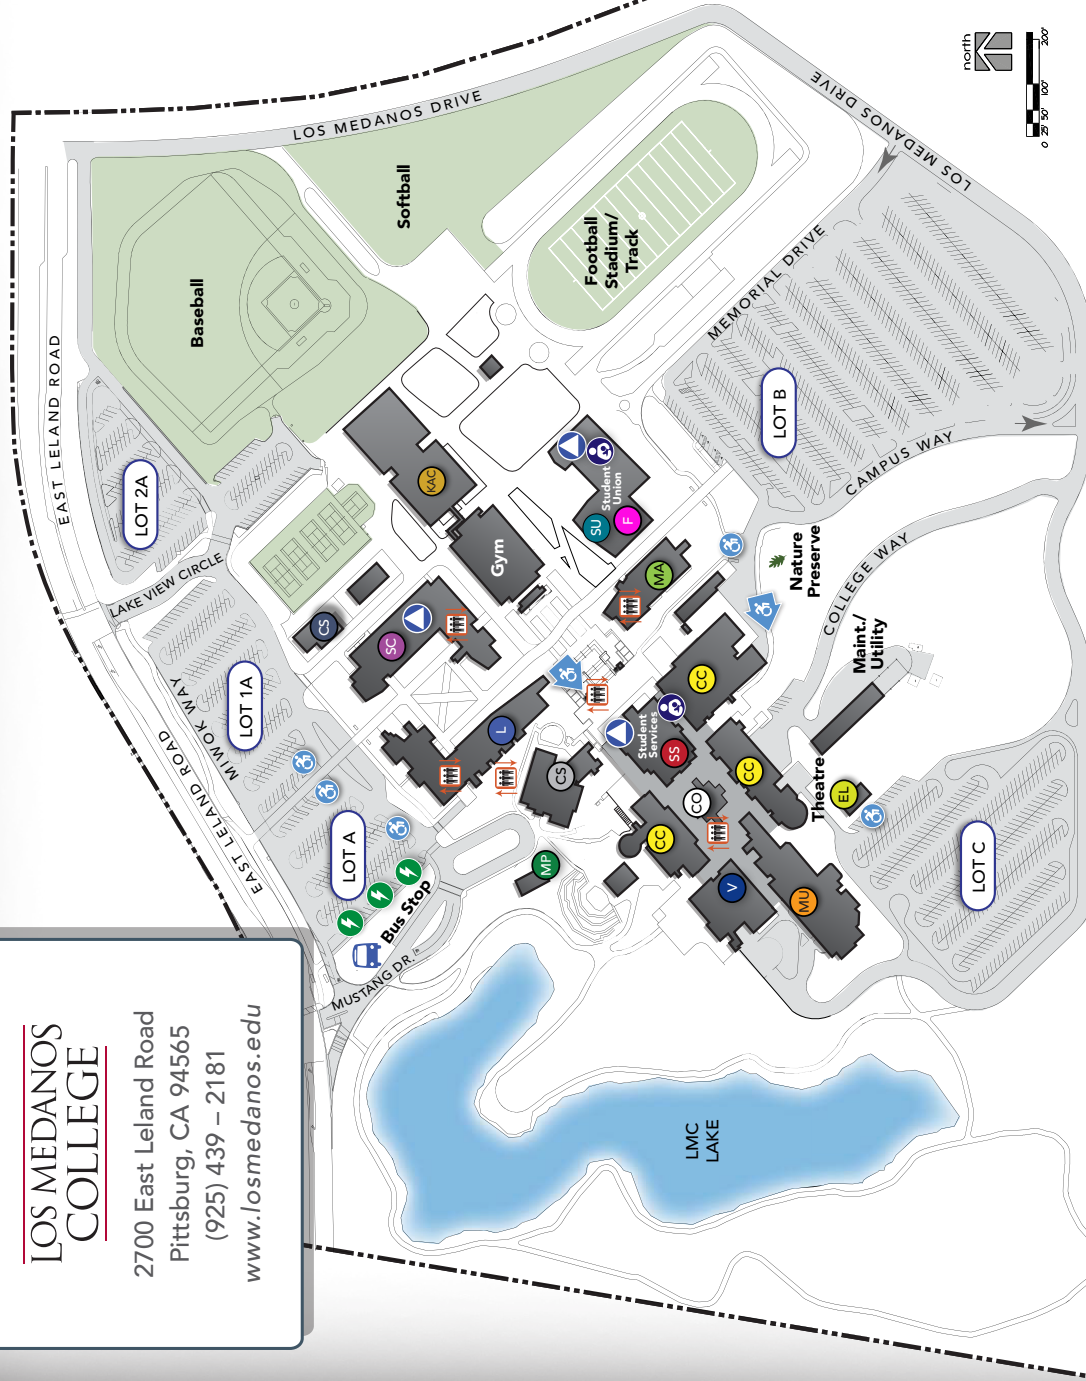 LOS MEDANOS
COLLEGE
2700 East Leland Road
Pittsburg, CA 94565
(925) 439 – 2181
www.losmedanos.edu
EAST LELAND ROAD
LOS MEDANOS DRIVE
LOS MEDANOS DRIVE
north
0 25' 50' 100' 200'
Baseball
Softball
Football
Stadium/
Track
MEMORIAL DRIVE
LOT 2A
LAKE VIEW CIRCLE
LOT B
CAMPUS WAY
COLLEGE WAY
KAC
Gym
Student
Union
SU
F
MA
Nature
Preserve
Maint./
Utility
CS
SC
LOT 1A
MIWOK WAY
EAST LELAND ROAD
L
CS
CC
Student
Services
SS
CC
CO
CC
Theatre
EL
LOT A
Bus Stop
MUSTANG DR.
MP
V
MU
LOT C
LMC
LAKE